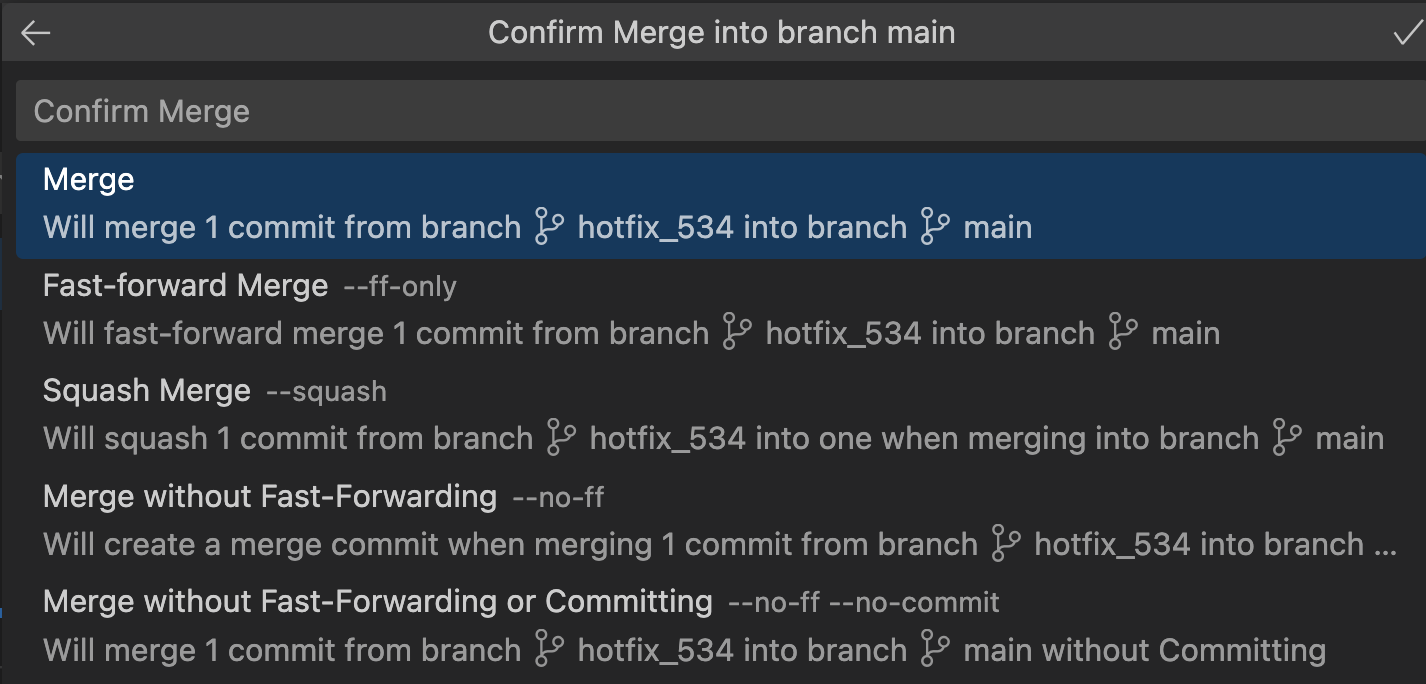 Confirm Merge into branch main
Confirm Merge
Merge
Will merge 1 commit from branch hotfix_534 into branch main
Fast-forward Merge --ff-only
Will fast-forward merge 1 commit from branch hotfix_534 into branch main
Squash Merge --squash
Will squash 1 commit from branch hotfix_534 into one when merging into branch main
Merge without Fast-Forwarding --no-ff
Will create a merge commit when merging 1 commit from branch hotfix_534 into branch ...
Merge without Fast-Forwarding or Committing --no-ff --no-commit
Will merge 1 commit from branch hotfix_534 into branch main without Committing